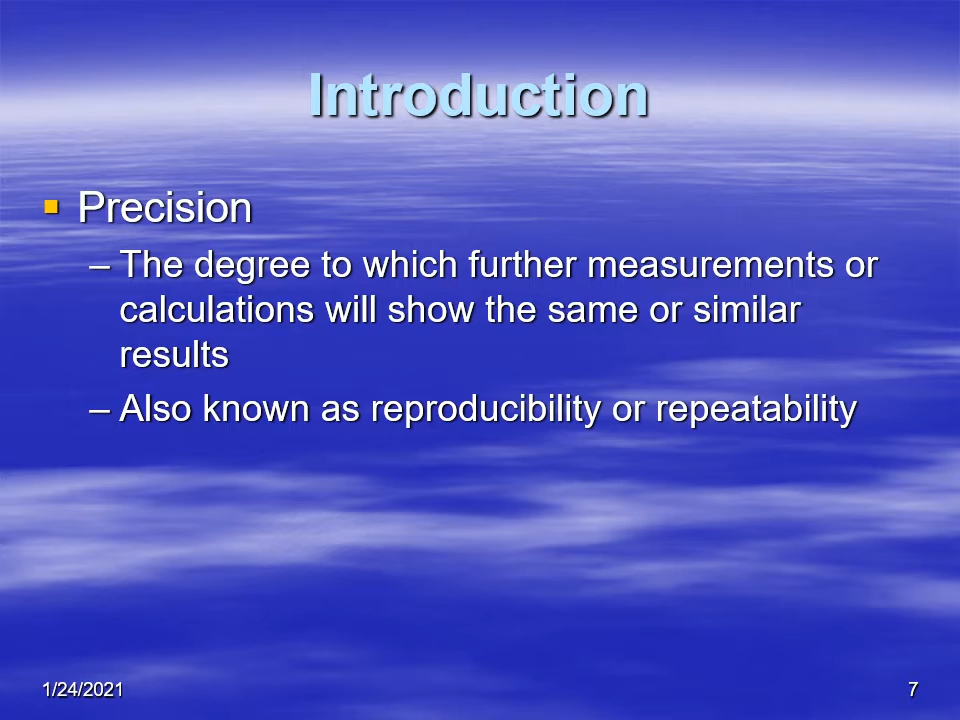 Introduction
▪ Precision
– The degree to which further measurements or
calculations will show the same or similar
results
– Also known as reproducibility or repeatability
1/24/2021
7